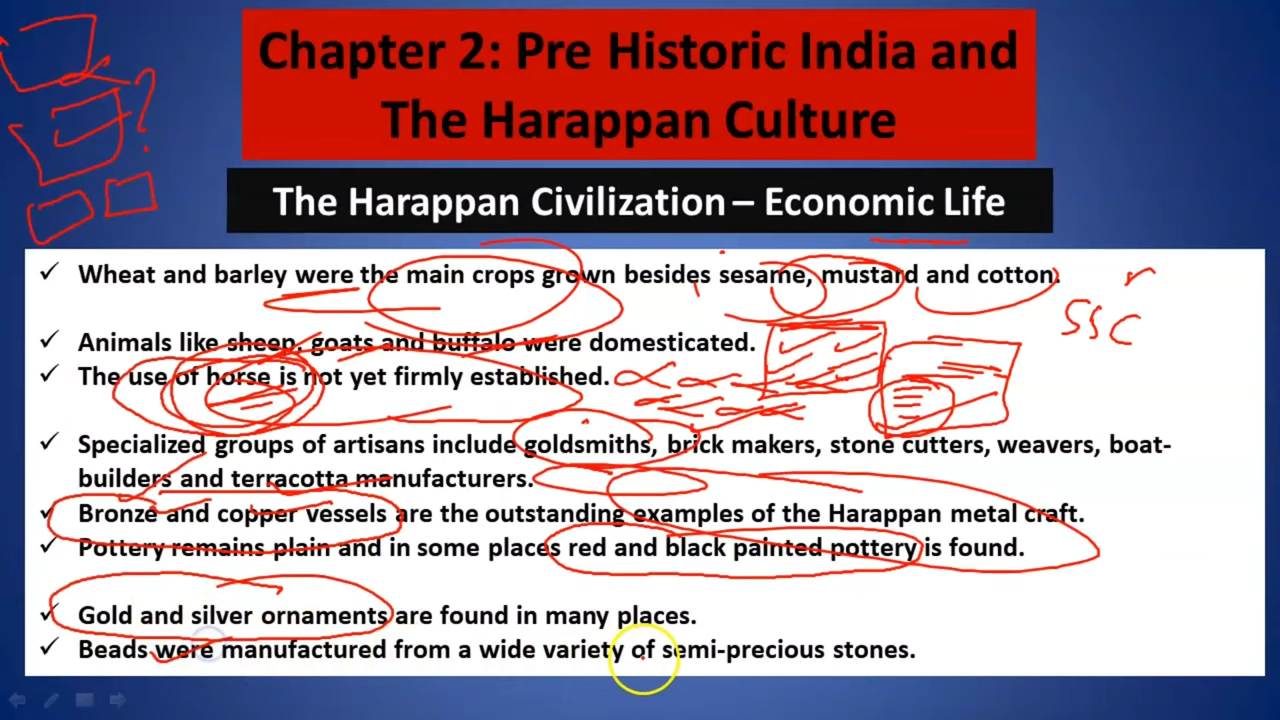 Chapter 2: Pre Historic India and
The Harappan Culture
The Harappan Civilization – Economic Life
✓ Wheat and barley were the main crops grown besides sesame, mustard and cotton.
SSC
✓ Animals like sheep, goats and buffalo were domesticated.
✓ The use of horse is not yet firmly established.
✓ Specialized groups of artisans include goldsmiths, brick makers, stone cutters, weavers, boat-
builders and terracotta manufacturers.
✓ Bronze and copper vessels are the outstanding examples of the Harappan metal craft.
✓ Pottery remains plain and in some places red and black painted pottery is found.
✓ Gold and silver ornaments are found in many places.
✓ Beads were manufactured from a wide variety of semi-precious stones.